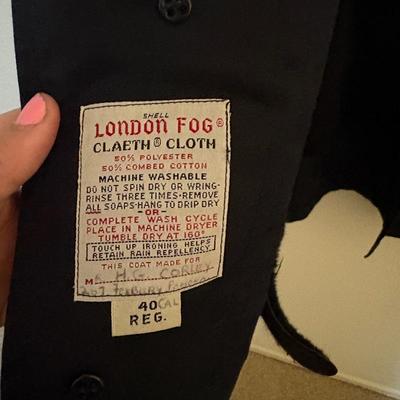 SHELL
LONDON FOG®
CLAETH® CLOTH
50% POLYESTER
50% COMBED COTTON
MACHINE WASHABLE
DO NOT SPIN DRY OR WRING-
RINSE THREE TIMES-REMOVE
ALL SOAPS-HANG TO DRIP DRY
-OR-
COMPLETE WASH CYCLE
PLACE IN MACHINE DRYER
TUMBLE DRY AT 160°
TOUCH UP IRONING HELPS
RETAIN RAIN REPELLENCY
THIS COAT MADE FOR
M H.G. CORLEY
CAL
40
REG.